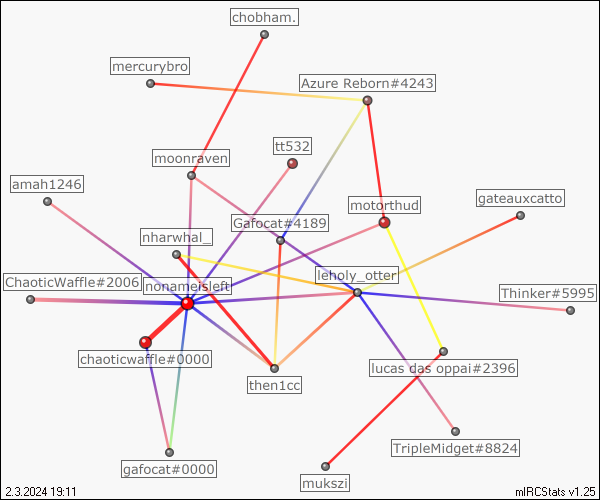 chobham.
mercurybro
Azure Reborn#4243
tt532
moonraven
amah1246
motorthud
gateauxcatto
Gafocat#4189
nharwhal_
leholy_otter
ChaoticWaffle#2006
nonameisleft
Thinker#5995
chaoticwaffle#0000
lucas das oppai#2396
then1cc
TripleMidget#8824
gafocat#0000
mukszi
2.3.2024 19:11
mIRCStats v1.25